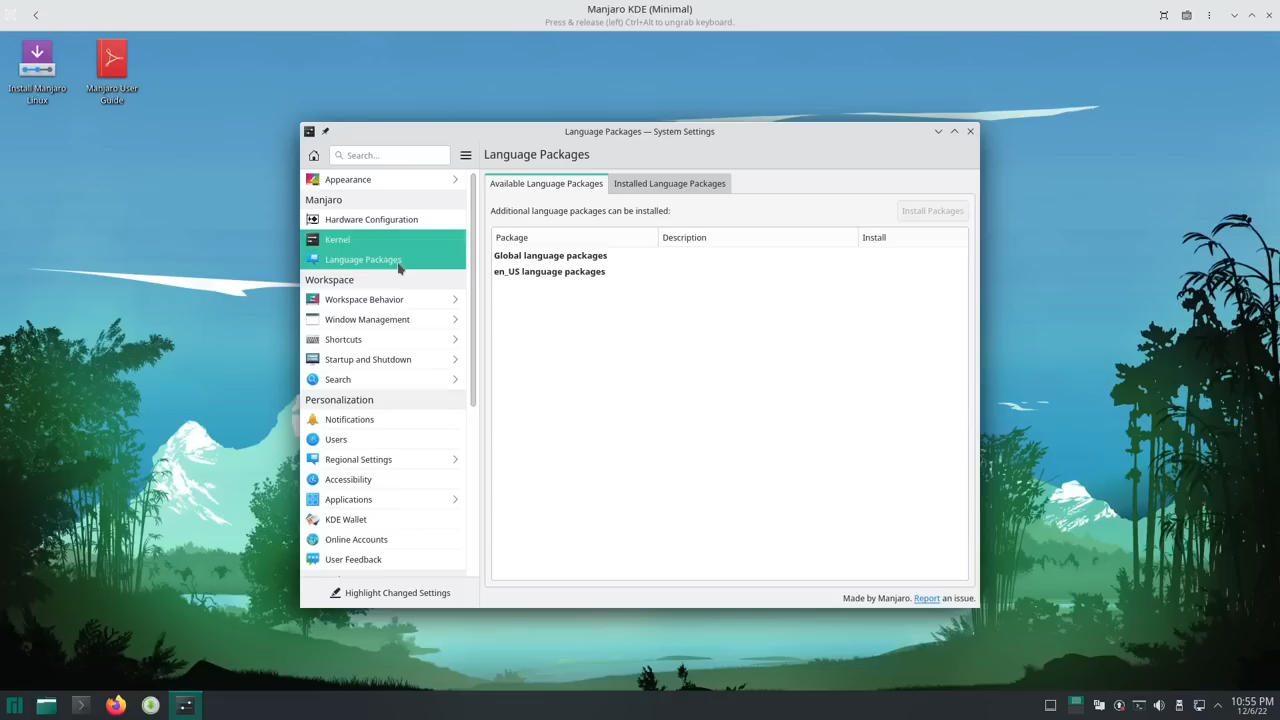 Manjaro KDE (Minimal)
Press & release (left) Ctrl+Alt to ungrab keyboard.
Install Manjaro
Linux
Manjaro User
Guide
Language Packages — System Settings
Search...
Language Packages
Appearance
Manjaro
Hardware Configuration
Kernel
Language Packages
Workspace
Workspace Behavior
Window Management
Shortcuts
Startup and Shutdown
Search
Personalization
Notifications
Users
Regional Settings
Accessibility
Applications
KDE Wallet
Online Accounts
User Feedback
Highlight Changed Settings
Available Language Packages
Installed Language Packages
Additional language packages can be installed:
Install Packages
Package
Description
Install
Global language packages
en_US language packages
Made by Manjaro. Report an issue.
10:55 PM
12/6/22